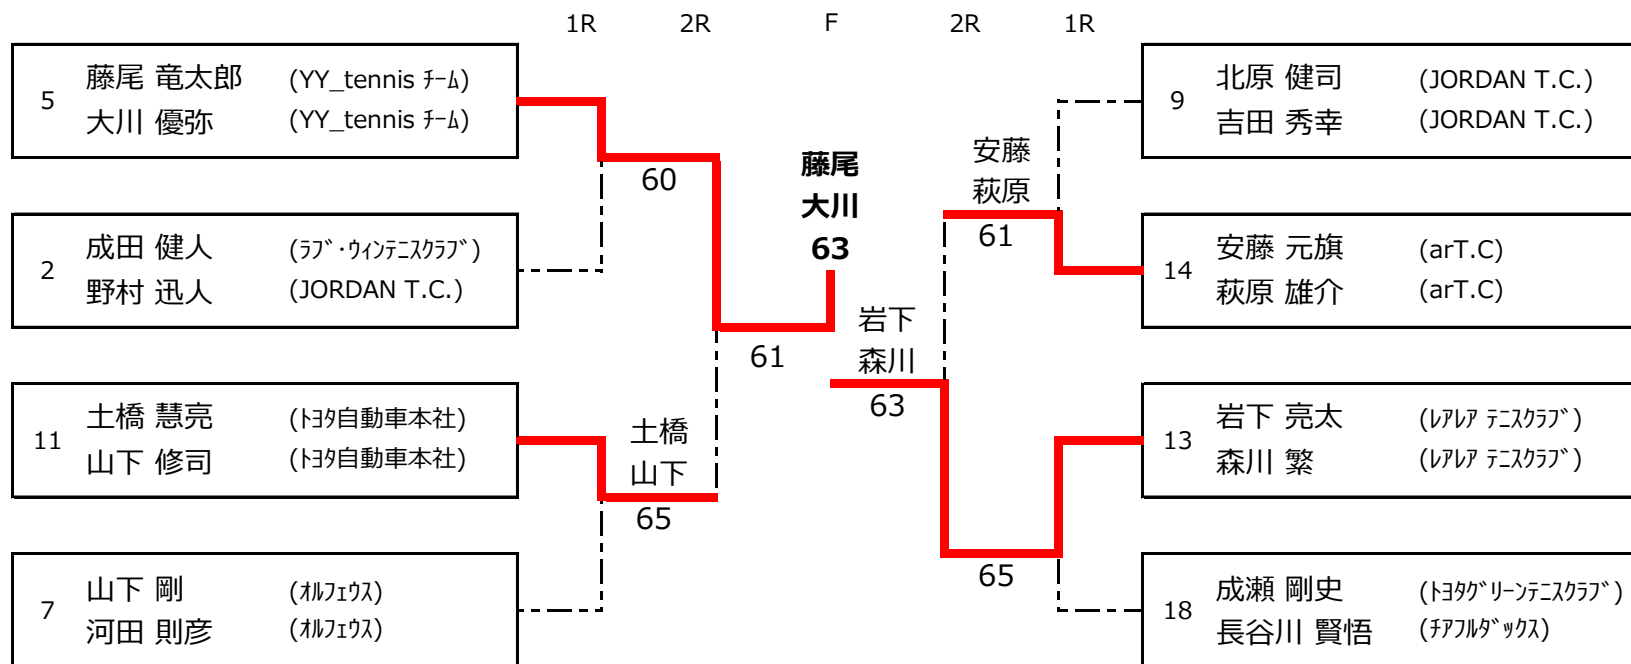 1R 2R F 2R 1R
5 藤尾 竜太郎 (YY_tennis ﾁｰﾑ)
大川 優弥 (YY_tennis ﾁｰﾑ)
2 成田 健人 (ﾗﾌﾞ･ｳｨﾝﾃﾆｽｸﾗﾌﾞ)
野村 迅人 (JORDAN T.C.)
11 土橋 慧亮 (ﾄﾖﾀ自動車本社)
山下 修司 (ﾄﾖﾀ自動車本社)
7 山下 剛 (ｵﾙﾌｪｳｽ)
河田 則彦 (ｵﾙﾌｪｳｽ)
60
土橋
山下
65
61
藤尾
大川
63
岩下
森川
63
安藤
萩原
61
65
9 北原 健司 (JORDAN T.C.)
吉田 秀幸 (JORDAN T.C.)
14 安藤 元旗 (arT.C)
萩原 雄介 (arT.C)
13 岩下 亮太 (ﾚｱﾚｱ ﾃﾆｽｸﾗﾌﾞ)
森川 繁 (ﾚｱﾚｱ ﾃﾆｽｸﾗﾌﾞ)
18 成瀬 剛史 (ﾄﾖﾀｸﾞﾘｰﾝﾃﾆｽｸﾗﾌﾞ)
長谷川 賢悟 (ﾁｱﾌﾙﾀﾞｯｸｽ)